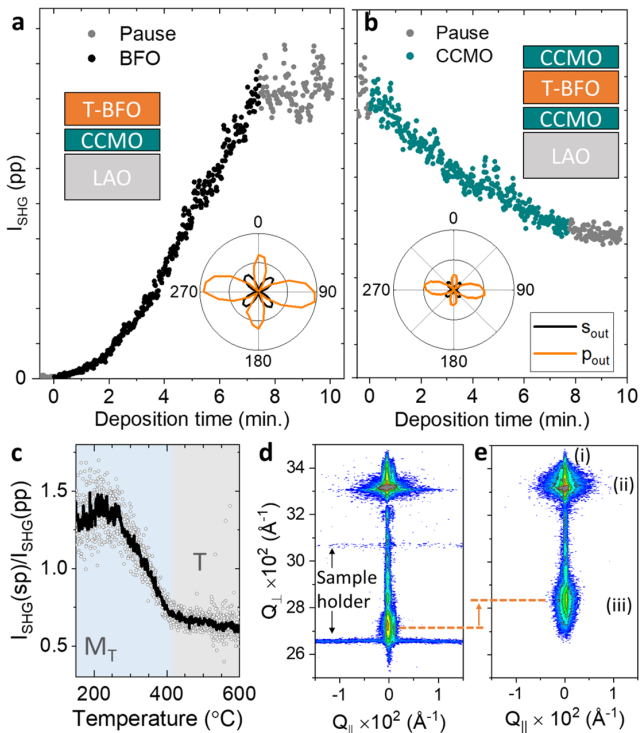 a
Pause
BFO
T-BFO
CCMO
LAO
I_SHG (pp)
0
0
90
180
270
0 2 4 6 8 10
Deposition time (min.)
b
Pause
CCMO
CCMO
T-BFO
CCMO
LAO
0
90
180
270
s_out
p_out
0 2 4 6 8 10
Deposition time (min.)
c
I_SHG(sp)/I_SHG(pp)
1.5
1.0
0.5
T
M_T
200 400 600
Temperature (°C)
d
Q_⊥ ×10² (Å⁻¹)
34
33
31
30
28
26
Sample
holder
-1 0 1
Q_|| ×10² (Å⁻¹)
e
(i)
(ii)
(iii)
-1 0 1
Q_|| ×10² (Å⁻¹)